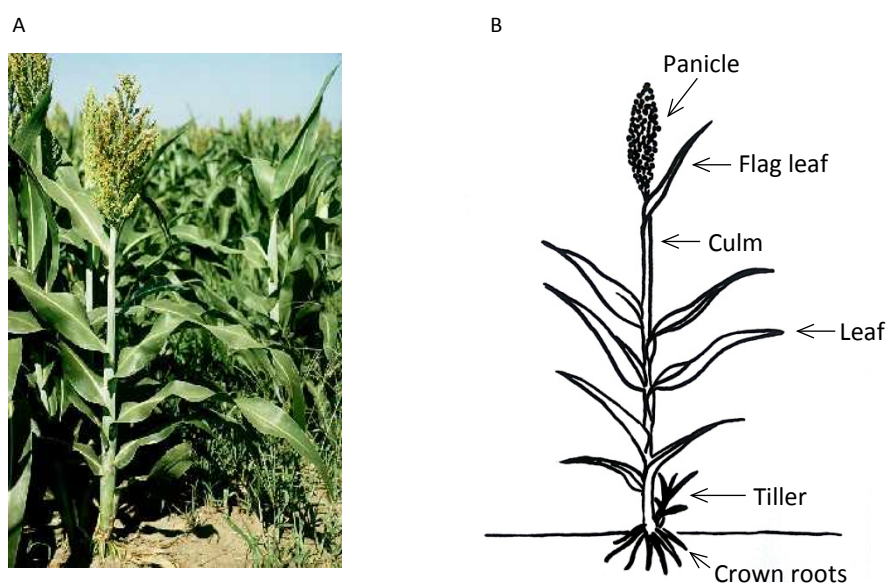 A
B
Panicle
Flag leaf
Culm
Leaf
Tiller
Crown roots